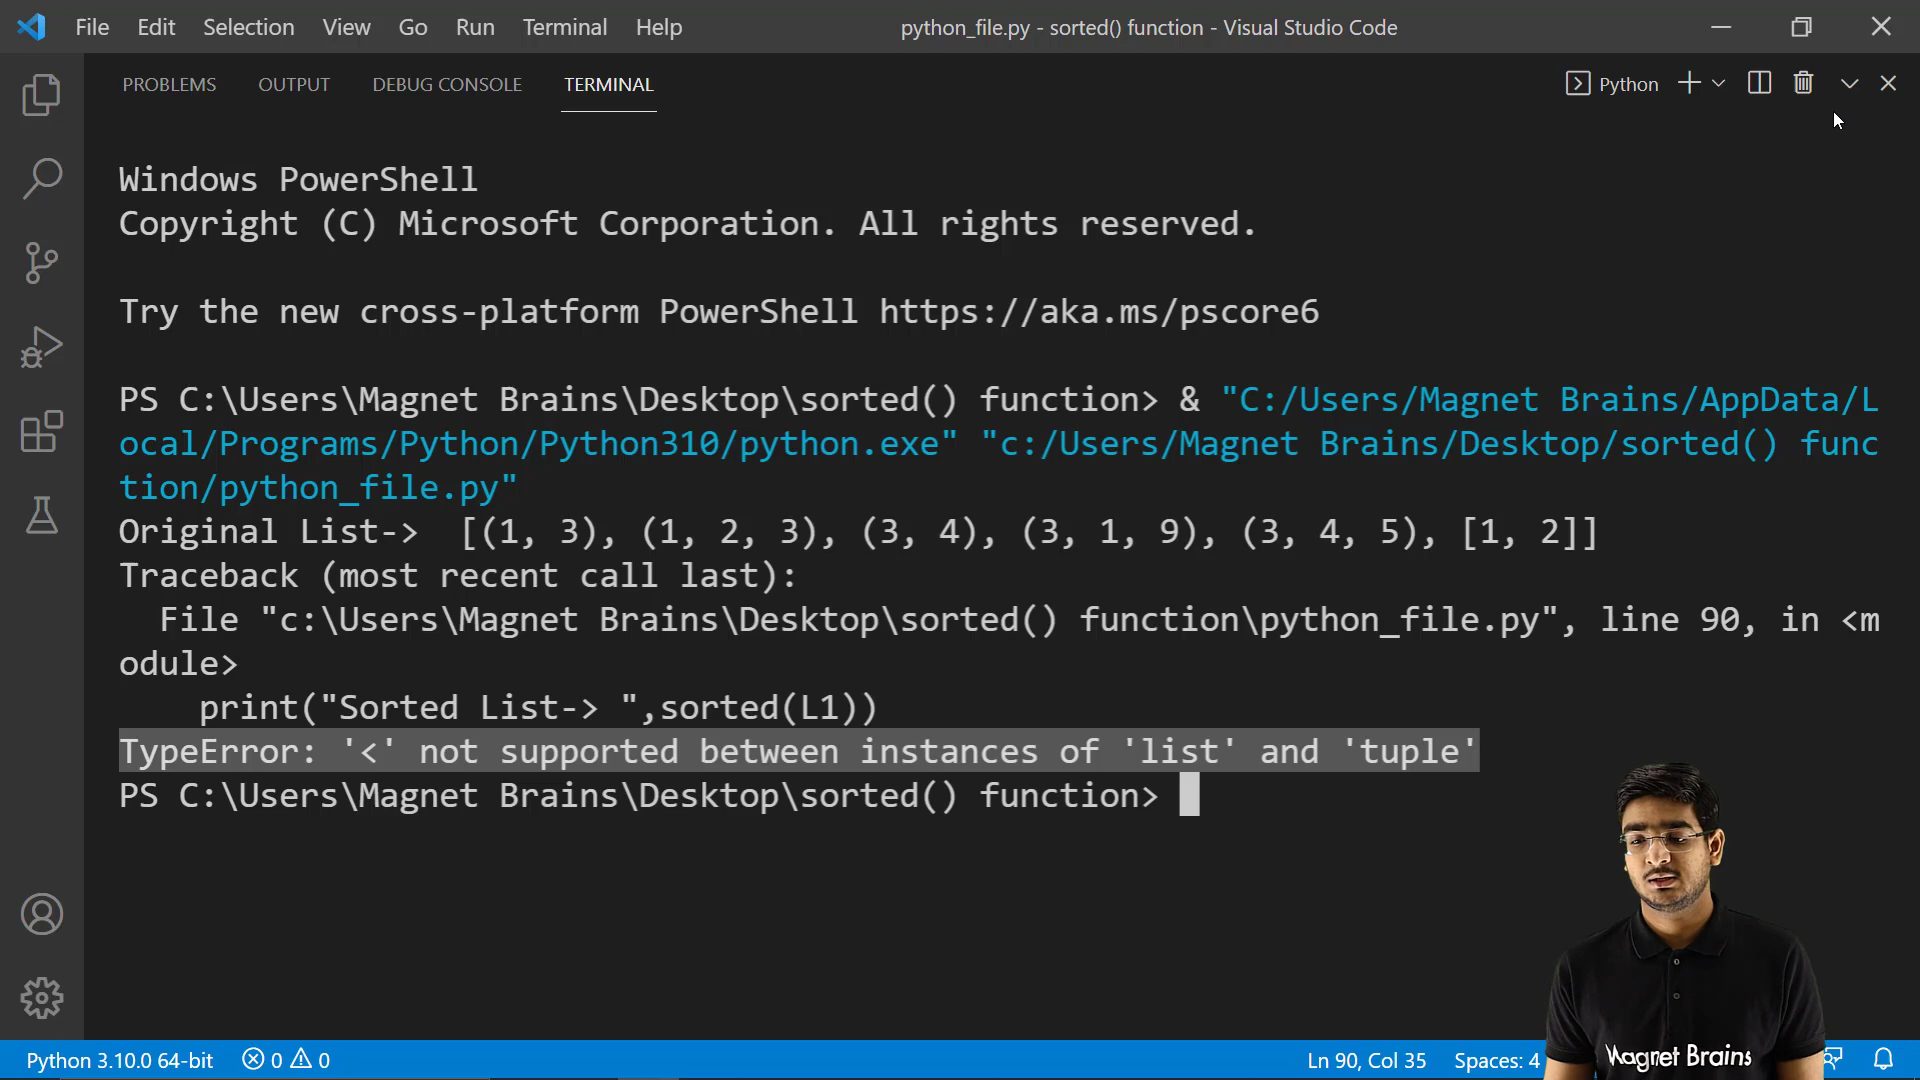 File Edit Selection View Go Run Terminal Help python_file.py - sorted() function - Visual Studio Code
PROBLEMS OUTPUT DEBUG CONSOLE TERMINAL Python
Windows PowerShell
Copyright (C) Microsoft Corporation. All rights reserved.
Try the new cross-platform PowerShell https://aka.ms/pscore6
PS C:\Users\Magnet Brains\Desktop\sorted() function> & "C:/Users/Magnet Brains/AppData/L
ocal/Programs/Python/Python310/python.exe" "c:/Users/Magnet Brains/Desktop/sorted() func
tion/python_file.py"
Original List->  [(1, 3), (1, 2, 3), (3, 4), (3, 1, 9), (3, 4, 5), [1, 2]]
Traceback (most recent call last):
  File "c:\Users\Magnet Brains\Desktop\sorted() function\python_file.py", line 90, in <m
odule>
    print("Sorted List-> ",sorted(L1))
TypeError: '<' not supported between instances of 'list' and 'tuple'
PS C:\Users\Magnet Brains\Desktop\sorted() function>
Magnet Brains
Python 3.10.0 64-bit 0 0 Ln 90, Col 35 Spaces: 4